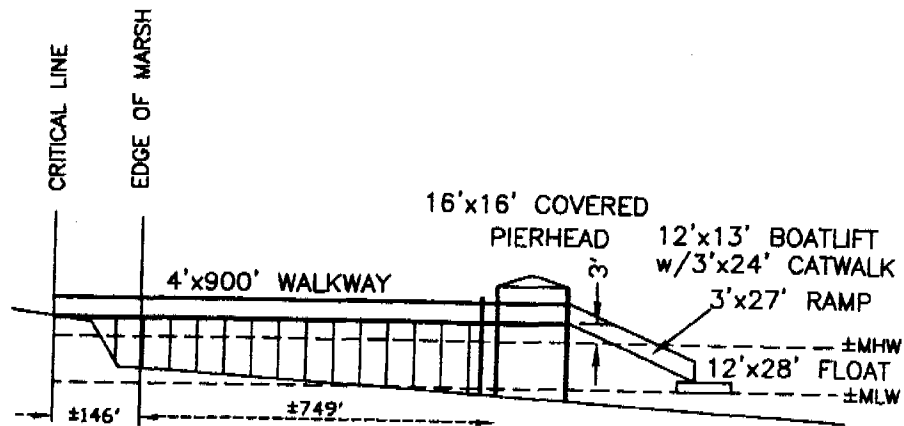 CRITICAL LINE
EDGE OF MARSH
16'x16' COVERED
PIERHEAD
12'x13' BOATLIFT
w/3'x24' CATWALK
3'
4'x900' WALKWAY
3'x27' RAMP
±MHW
12'x28' FLOAT
±MLW
±146'
±749'